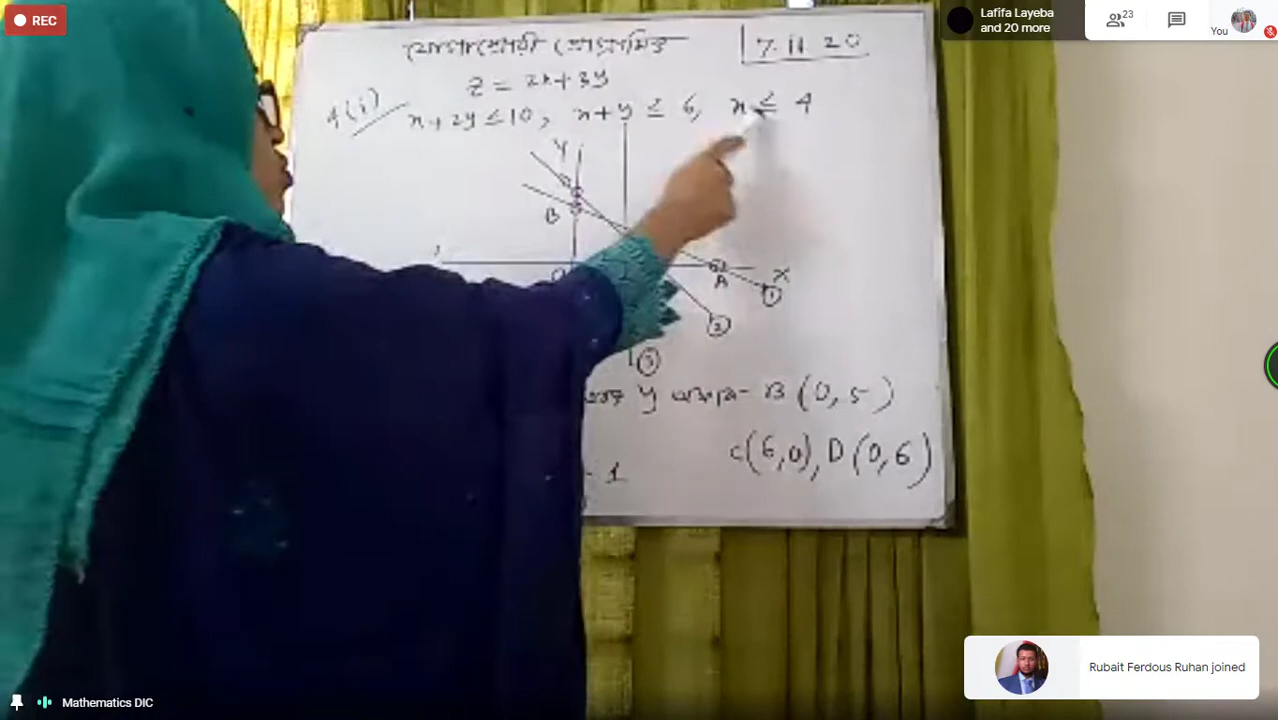 REC
Lafifa Layeba
and 20 more
23
You
যোগাশ্রয়ী প্রোগ্রামিং
7.11.20
z = 2x+3y
4(i)
x+2y ≤ 10, x+y ≤ 6, x ≤ 4
Y
D
B
O
A
X
1
2
3
y অক্ষকে B (0, 5)
C(6,0), D (0, 6)
- 1
Rubait Ferdous Ruhan joined
Mathematics DIC